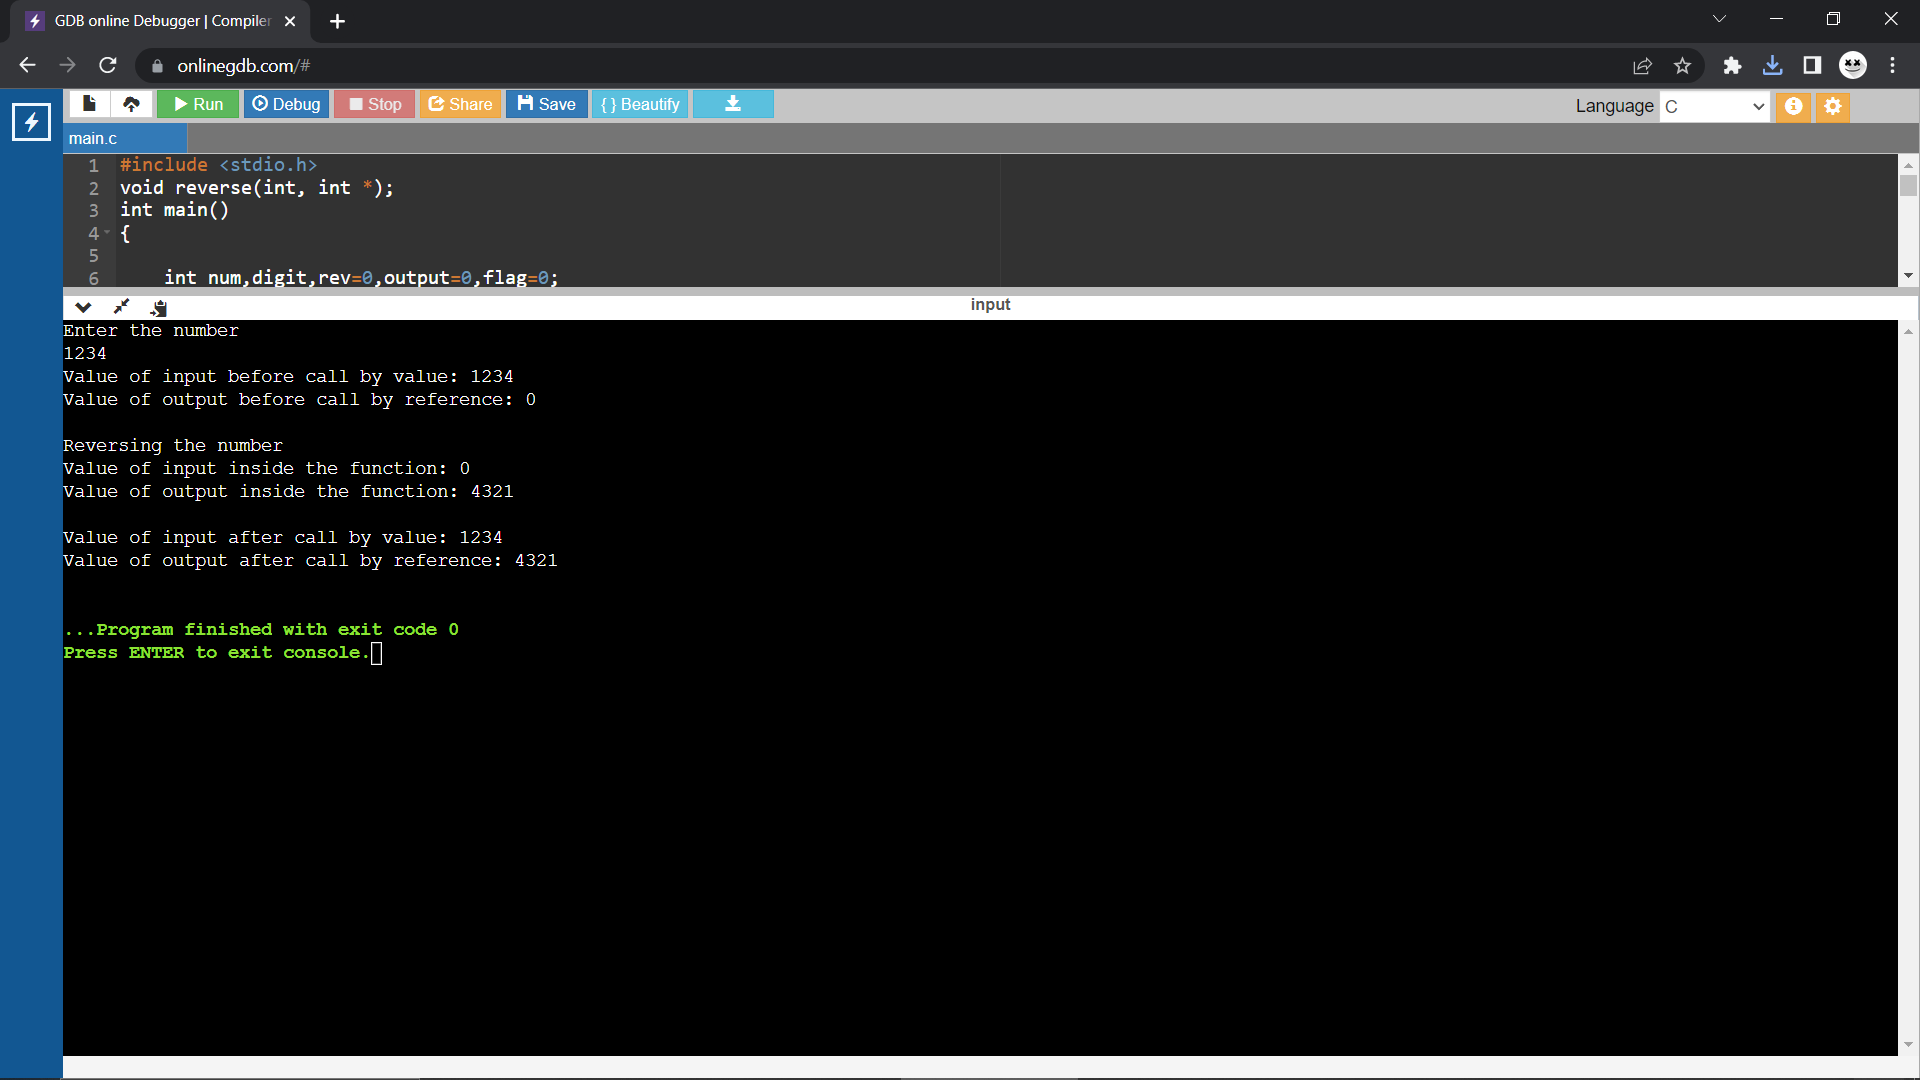 GDB online Debugger | Compiler
onlinegdb.com/#
Run Debug Stop Share Save { } Beautify Language C
main.c
1 #include <stdio.h>
2 void reverse(int, int *);
3 int main()
4 {
5
6 int num,digit,rev=0,output=0,flag=0;
input
Enter the number
1234
Value of input before call by value: 1234
Value of output before call by reference: 0
Reversing the number
Value of input inside the function: 0
Value of output inside the function: 4321
Value of input after call by value: 1234
Value of output after call by reference: 4321
...Program finished with exit code 0
Press ENTER to exit console.